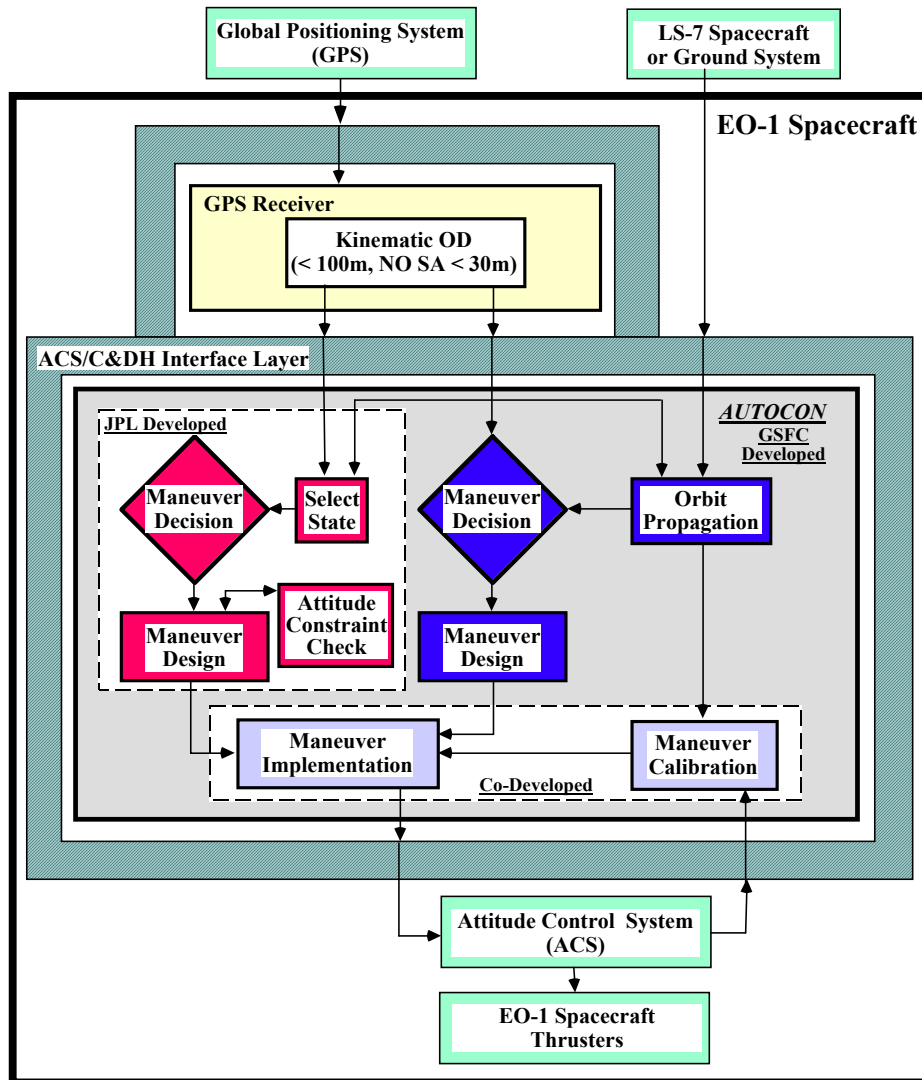 Global Positioning System
(GPS)
LS-7 Spacecraft
or Ground System
EO-1 Spacecraft
GPS Receiver
Kinematic OD
(< 100m, NO SA < 30m)
ACS/C&DH Interface Layer
JPL Developed
AUTOCON
GSFC
Developed
Maneuver
Decision
Select
State
Maneuver
Decision
Orbit
Propagation
Maneuver
Design
Attitude
Constraint
Check
Maneuver
Design
Maneuver
Implementation
Maneuver
Calibration
Co-Developed
Attitude Control System
(ACS)
EO-1 Spacecraft
Thrusters